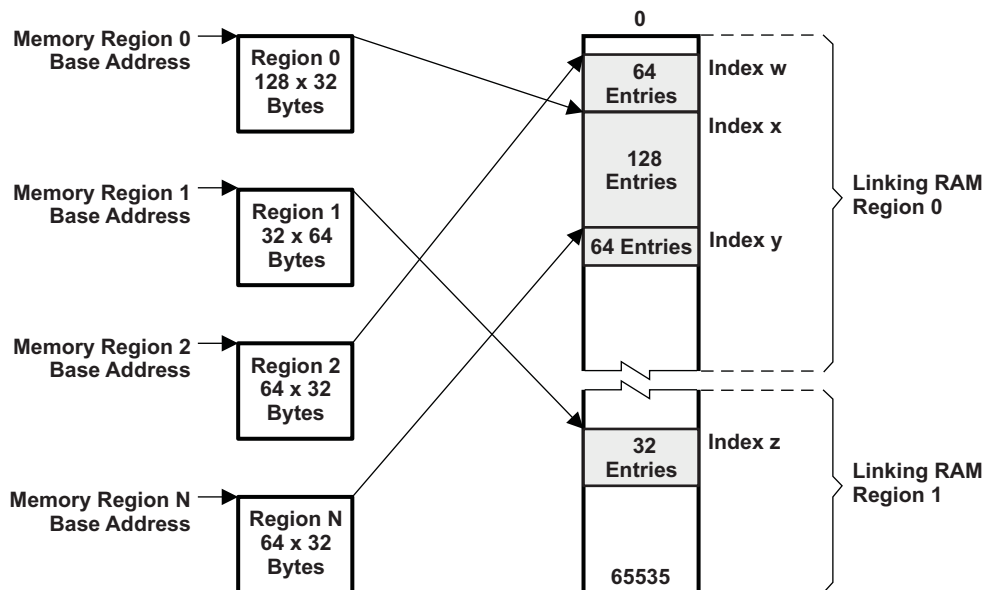 Memory Region 0
Base Address
Region 0
128 x 32
Bytes
Memory Region 1
Base Address
Region 1
32 x 64
Bytes
Memory Region 2
Base Address
Region 2
64 x 32
Bytes
Memory Region N
Base Address
Region N
64 x 32
Bytes
0
64
Entries
Index w
Index x
128
Entries
64 Entries
Index y
Linking RAM
Region 0
32
Entries
Index z
Linking RAM
Region 1
65535